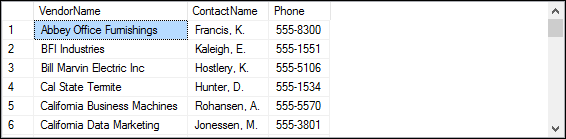 VendorName ContactName Phone
1 Abbey Office Furnishings Francis, K. 555-8300
2 BFI Industries Kaleigh, E. 555-1551
3 Bill Marvin Electric Inc Hostlery, K. 555-5106
4 Cal State Termite Hunter, D. 555-1534
5 California Business Machines Rohansen, A. 555-5570
6 California Data Marketing Jonessen, M. 555-3801